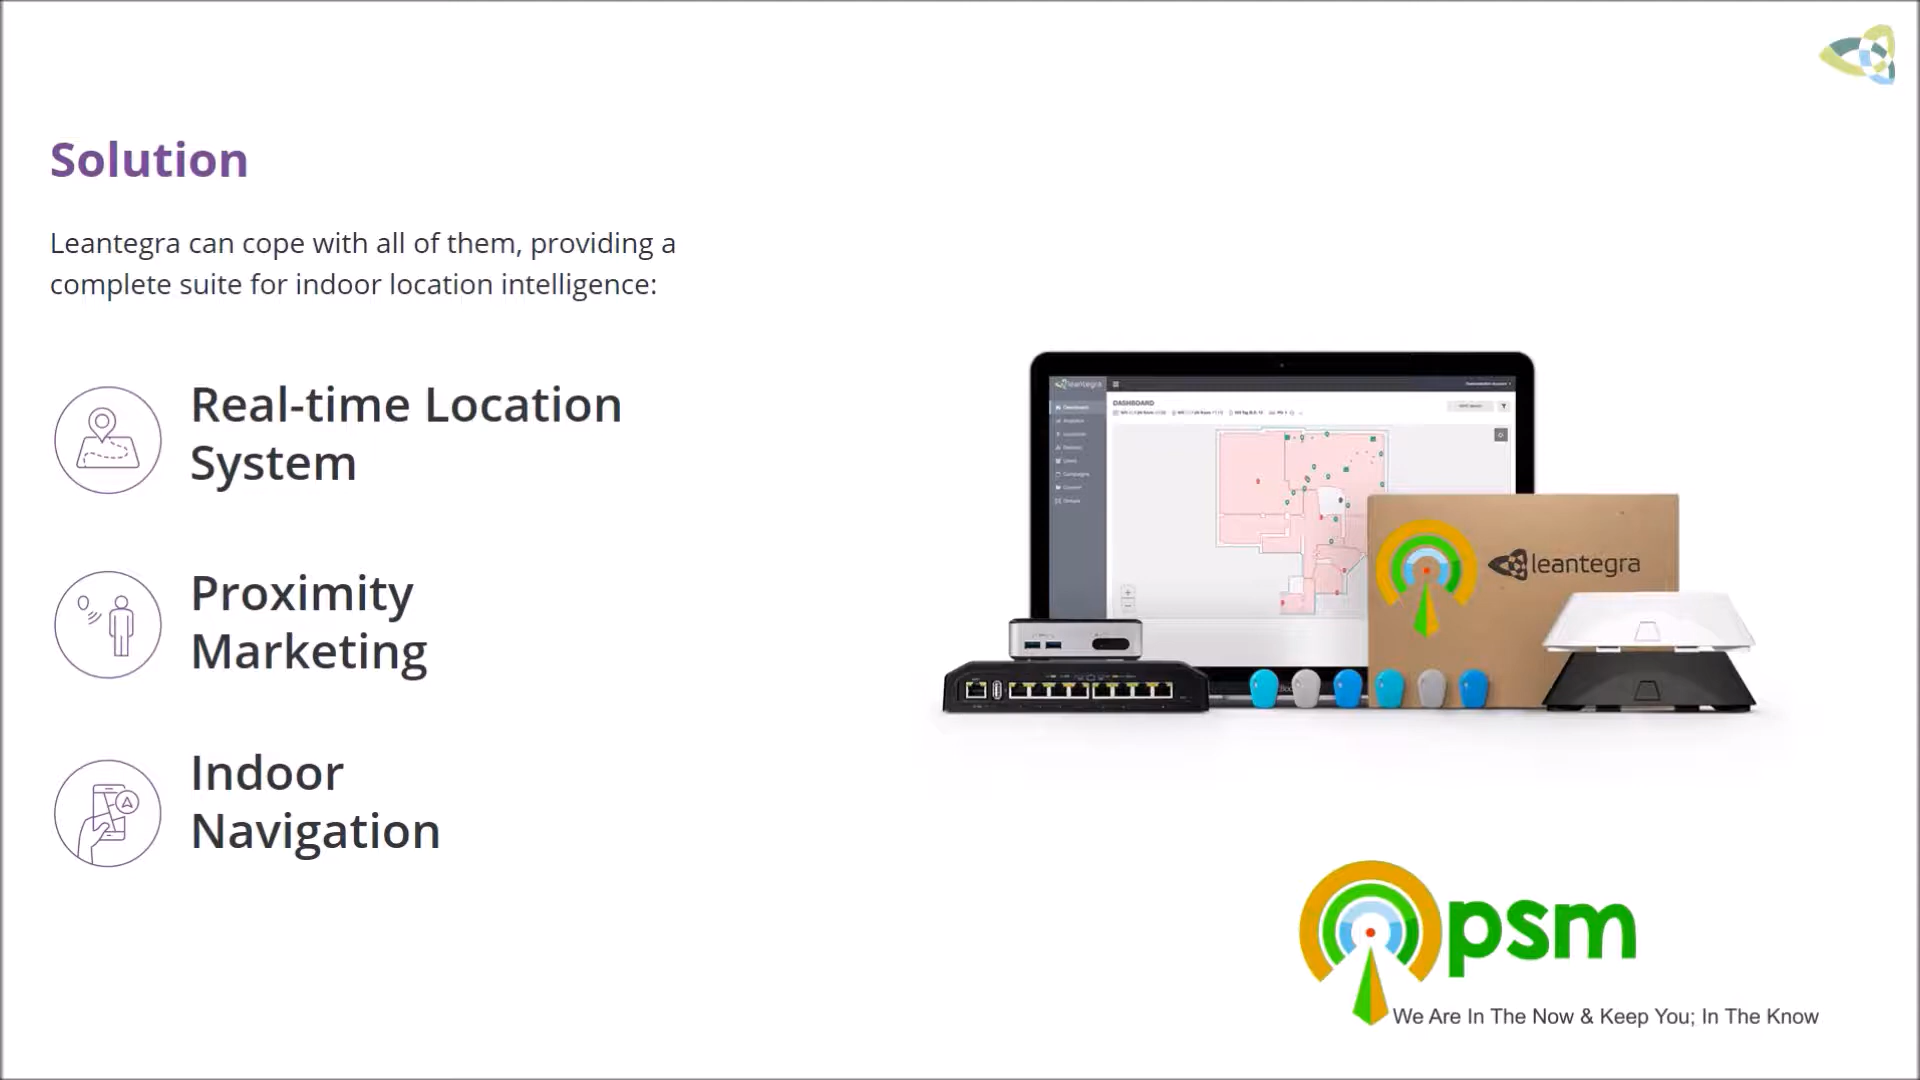 Solution
Leantegra can cope with all of them, providing a
complete suite for indoor location intelligence:
Real-time Location
System
Proximity
Marketing
Indoor
Navigation
leantegra
DASHBOARD
Dashboard
leantegra
psm
We Are In The Now & Keep You; In The Know